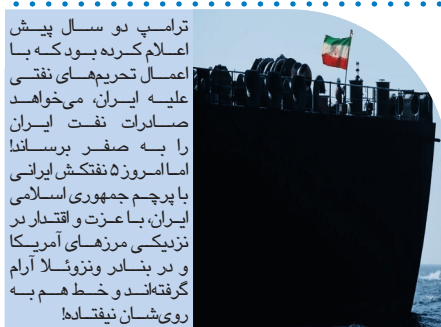 ترامپ دو سال پیش
اعلام کرده بود که با
اعمال تحریم‌های نفتی
علیه ایران، می‌خواهد
صادرات نفت ایران
را به صفر برساند!
اما امروز ۵ نفتکش ایرانی
با پرچم جمهوری اسلامی
ایران، با عزت و اقتدار در
نزدیکی مرزهای آمریکا
و در بنادر ونزوئلا آرام
گرفته‌اند و خط هم به
روی‌شان نیفتاده!